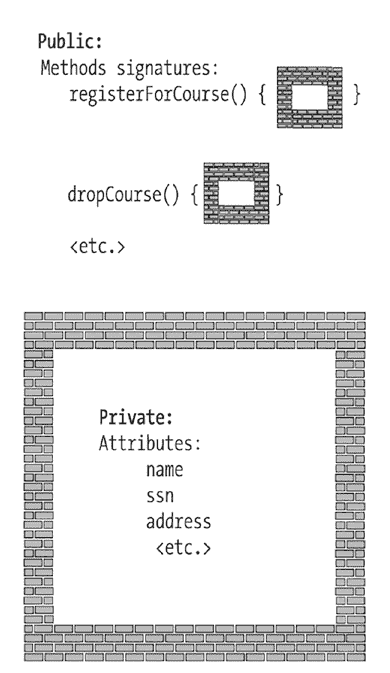 Public:
Methods signatures:
registerForCourse() { }
dropCourse() { }
<etc.>
Private:
Attributes:
name
ssn
address
<etc.>